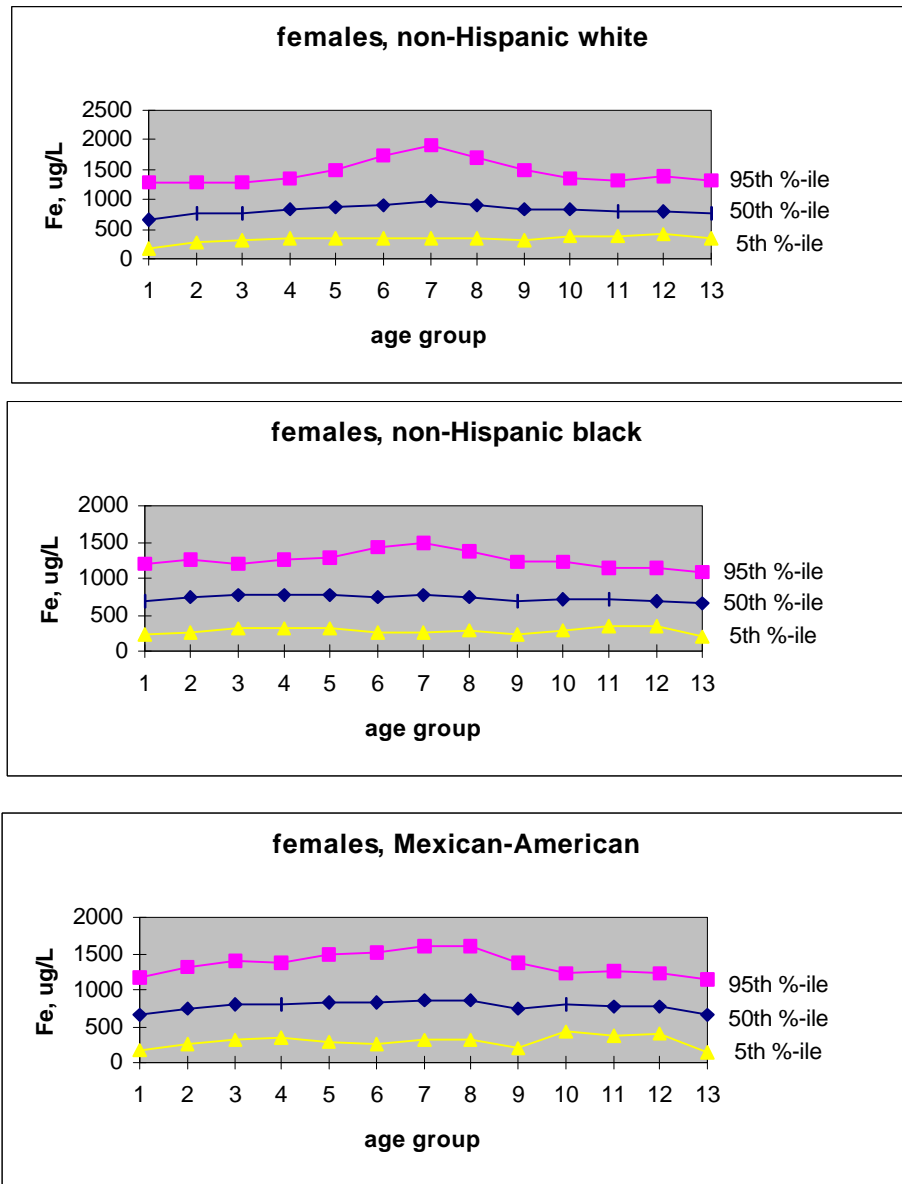 females, non-Hispanic white
2500
2000
1500
1000
500
0
Fe, ug/L
95th %-ile
50th %-ile
5th %-ile
1 2 3 4 5 6 7 8 9 10 11 12 13
age group
females, non-Hispanic black
2000
1500
1000
500
0
Fe, ug/L
95th %-ile
50th %-ile
5th %-ile
1 2 3 4 5 6 7 8 9 10 11 12 13
age group
females, Mexican-American
2000
1500
1000
500
0
Fe, ug/L
95th %-ile
50th %-ile
5th %-ile
1 2 3 4 5 6 7 8 9 10 11 12 13
age group